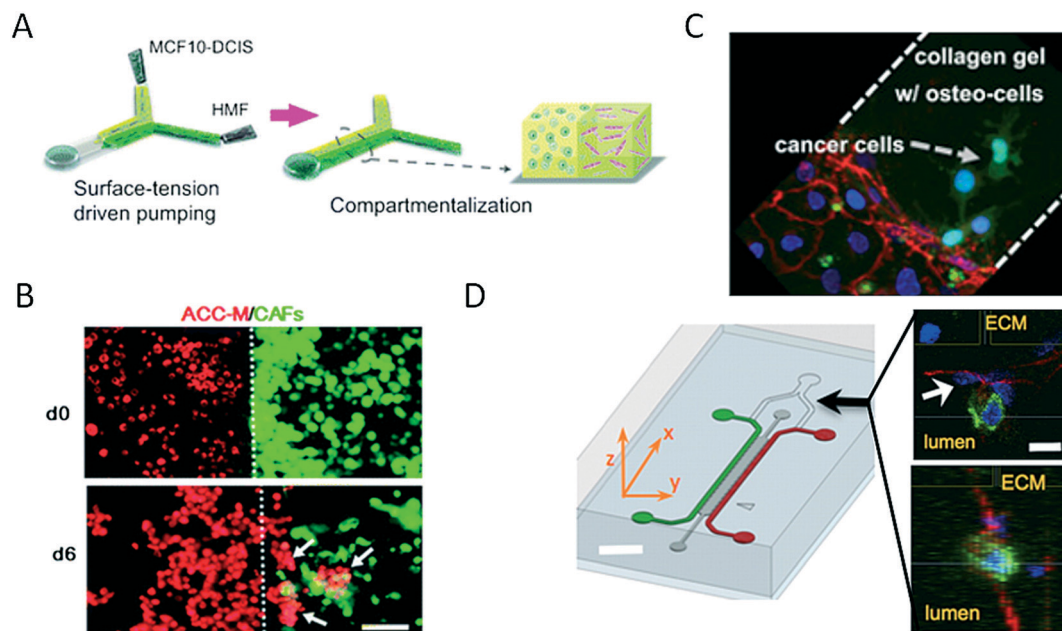 A
MCF10-DCIS
HMF
Surface-tension
driven pumping
Compartmentalization
B
ACC-M/CAFs
d0
d6
C
collagen gel
w/ osteo-cells
cancer cells
D
z
x
y
ECM
lumen
ECM
lumen